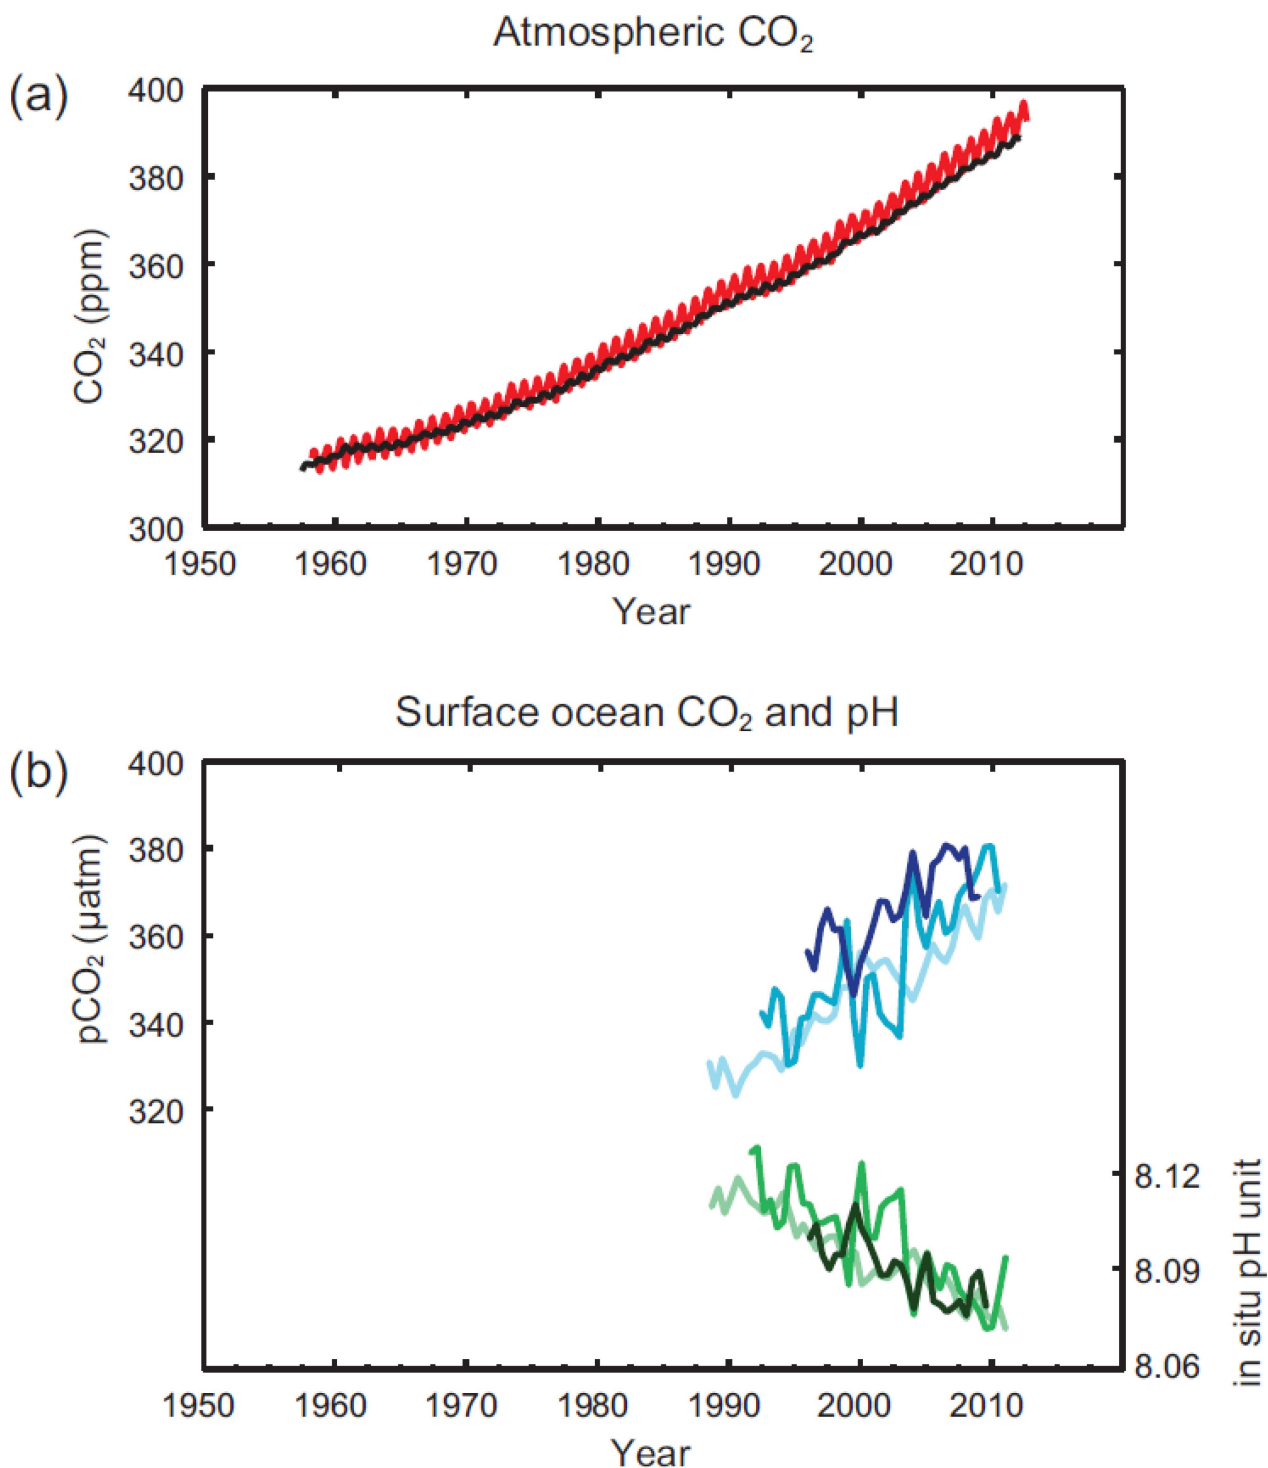 Atmospheric CO₂
(a)
400
380
360
340
320
300
CO₂ (ppm)
1950 1960 1970 1980 1990 2000 2010
Year
Surface ocean CO₂ and pH
(b)
400
380
360
340
320
pCO₂ (µatm)
8.12
8.09
8.06
in situ pH unit
1950 1960 1970 1980 1990 2000 2010
Year